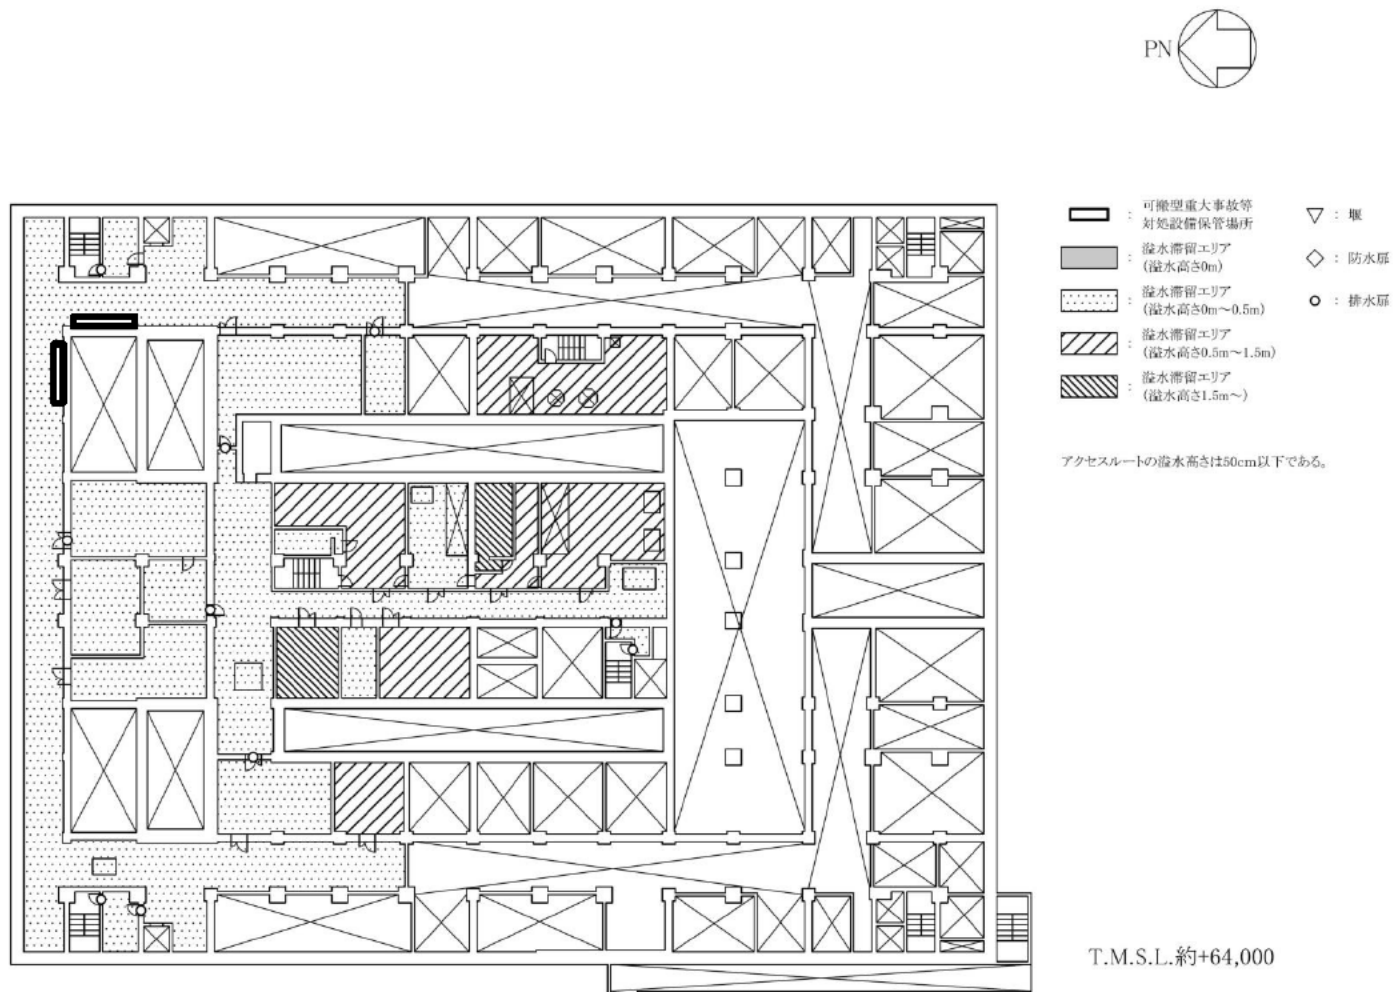 PN
： 可搬型重大事故等
対処設備保管場所
： 溢水滞留エリア
(溢水高さ0m)
： 溢水滞留エリア
(溢水高さ0m～0.5m)
： 溢水滞留エリア
(溢水高さ0.5m～1.5m)
： 溢水滞留エリア
(溢水高さ1.5m～)
： 堰
： 防水扉
： 排水扉
アクセスルートの溢水高さは50cm以下である。
T.M.S.L.約+64,000